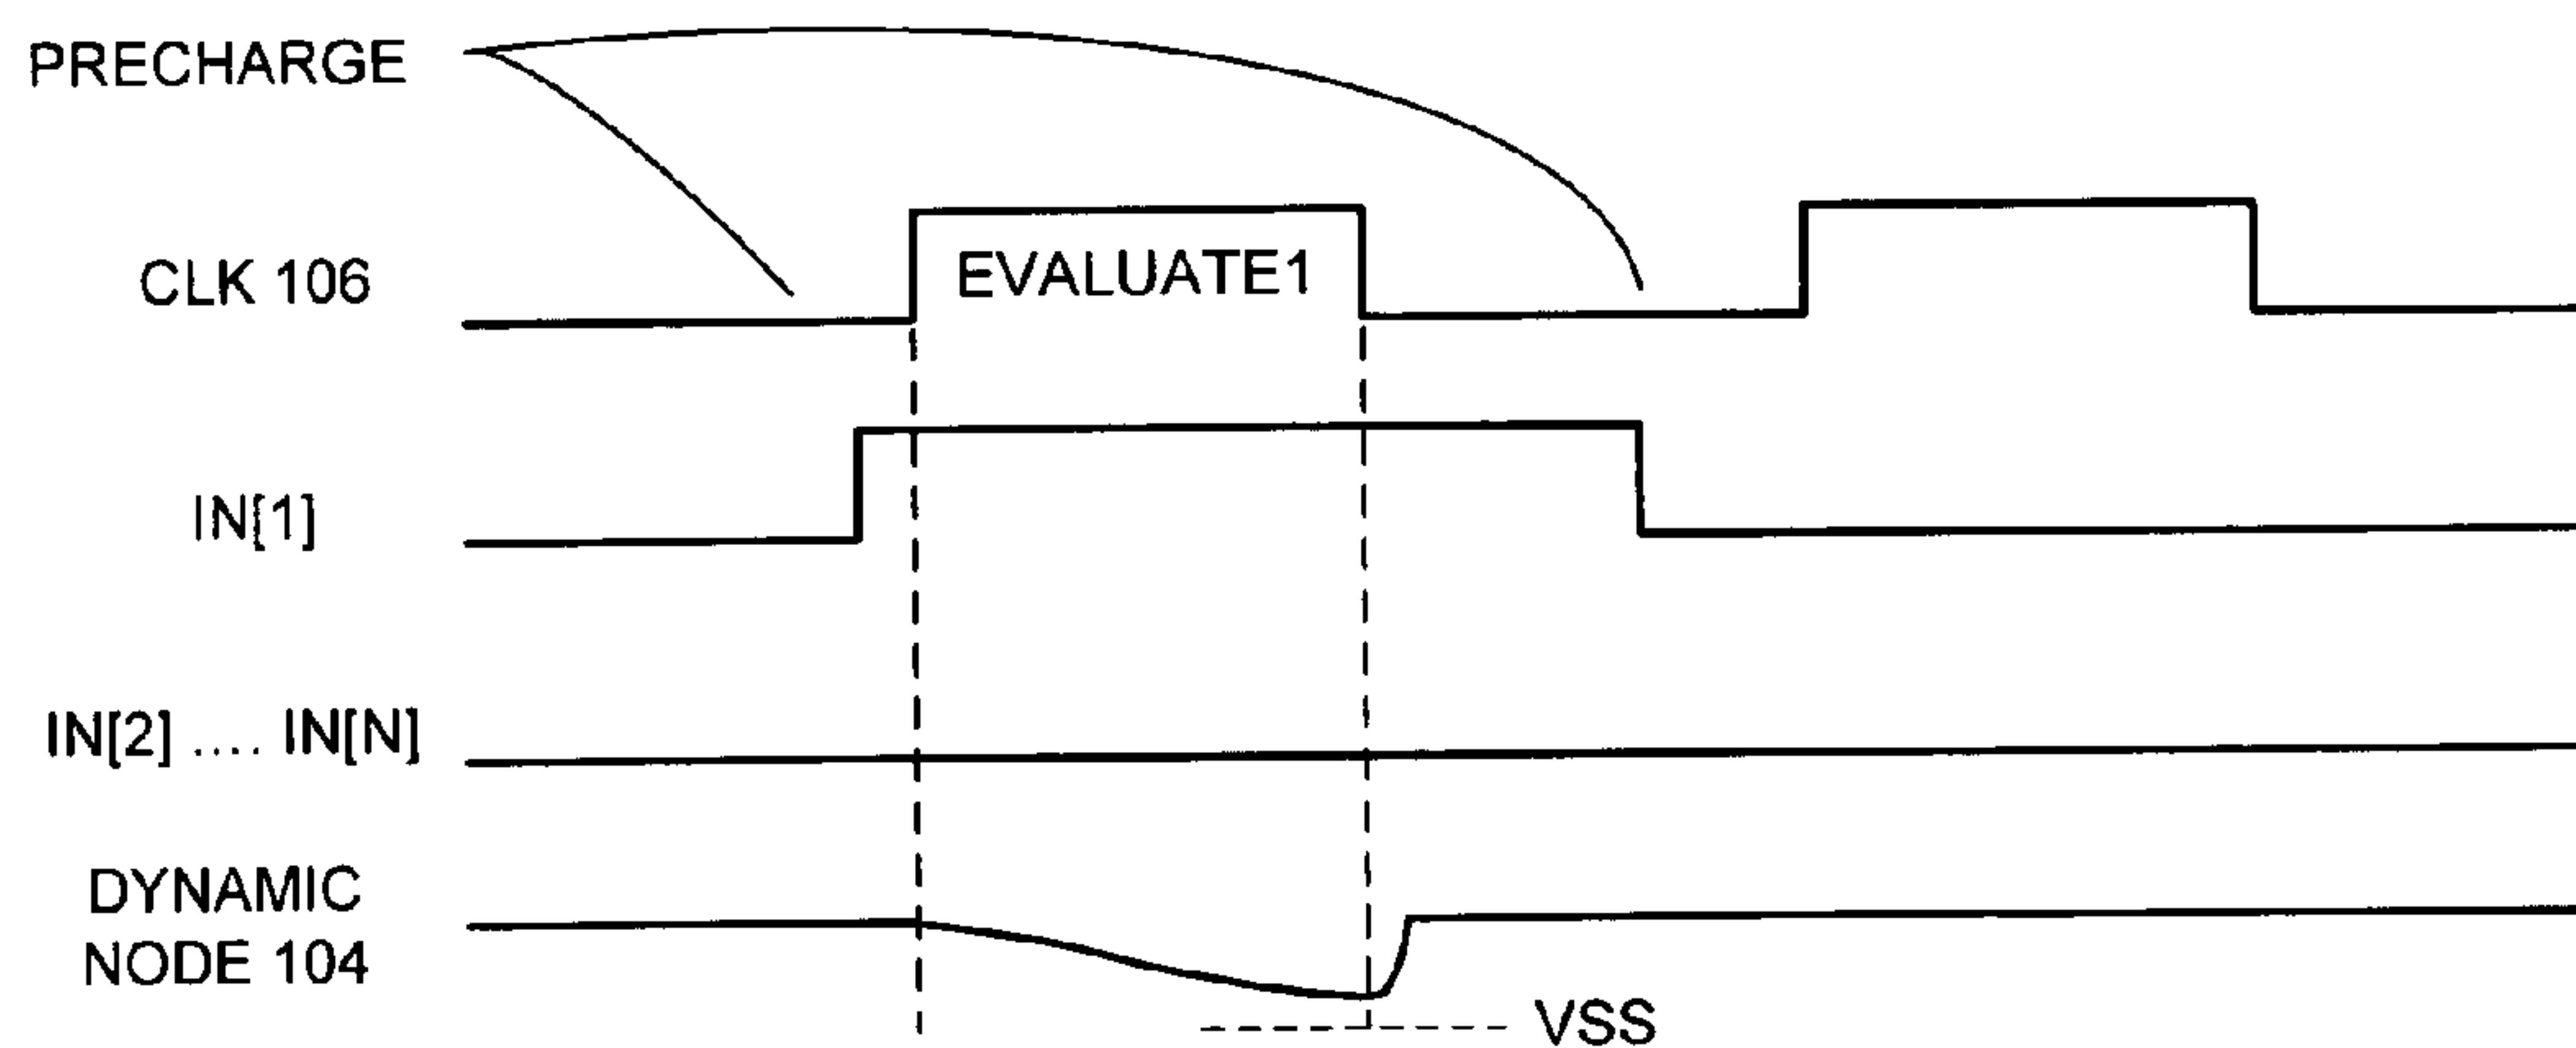 PRECHARGE
CLK 106
EVALUATE1
IN[1]
IN[2] .... IN[N]
DYNAMIC
NODE 104
VSS